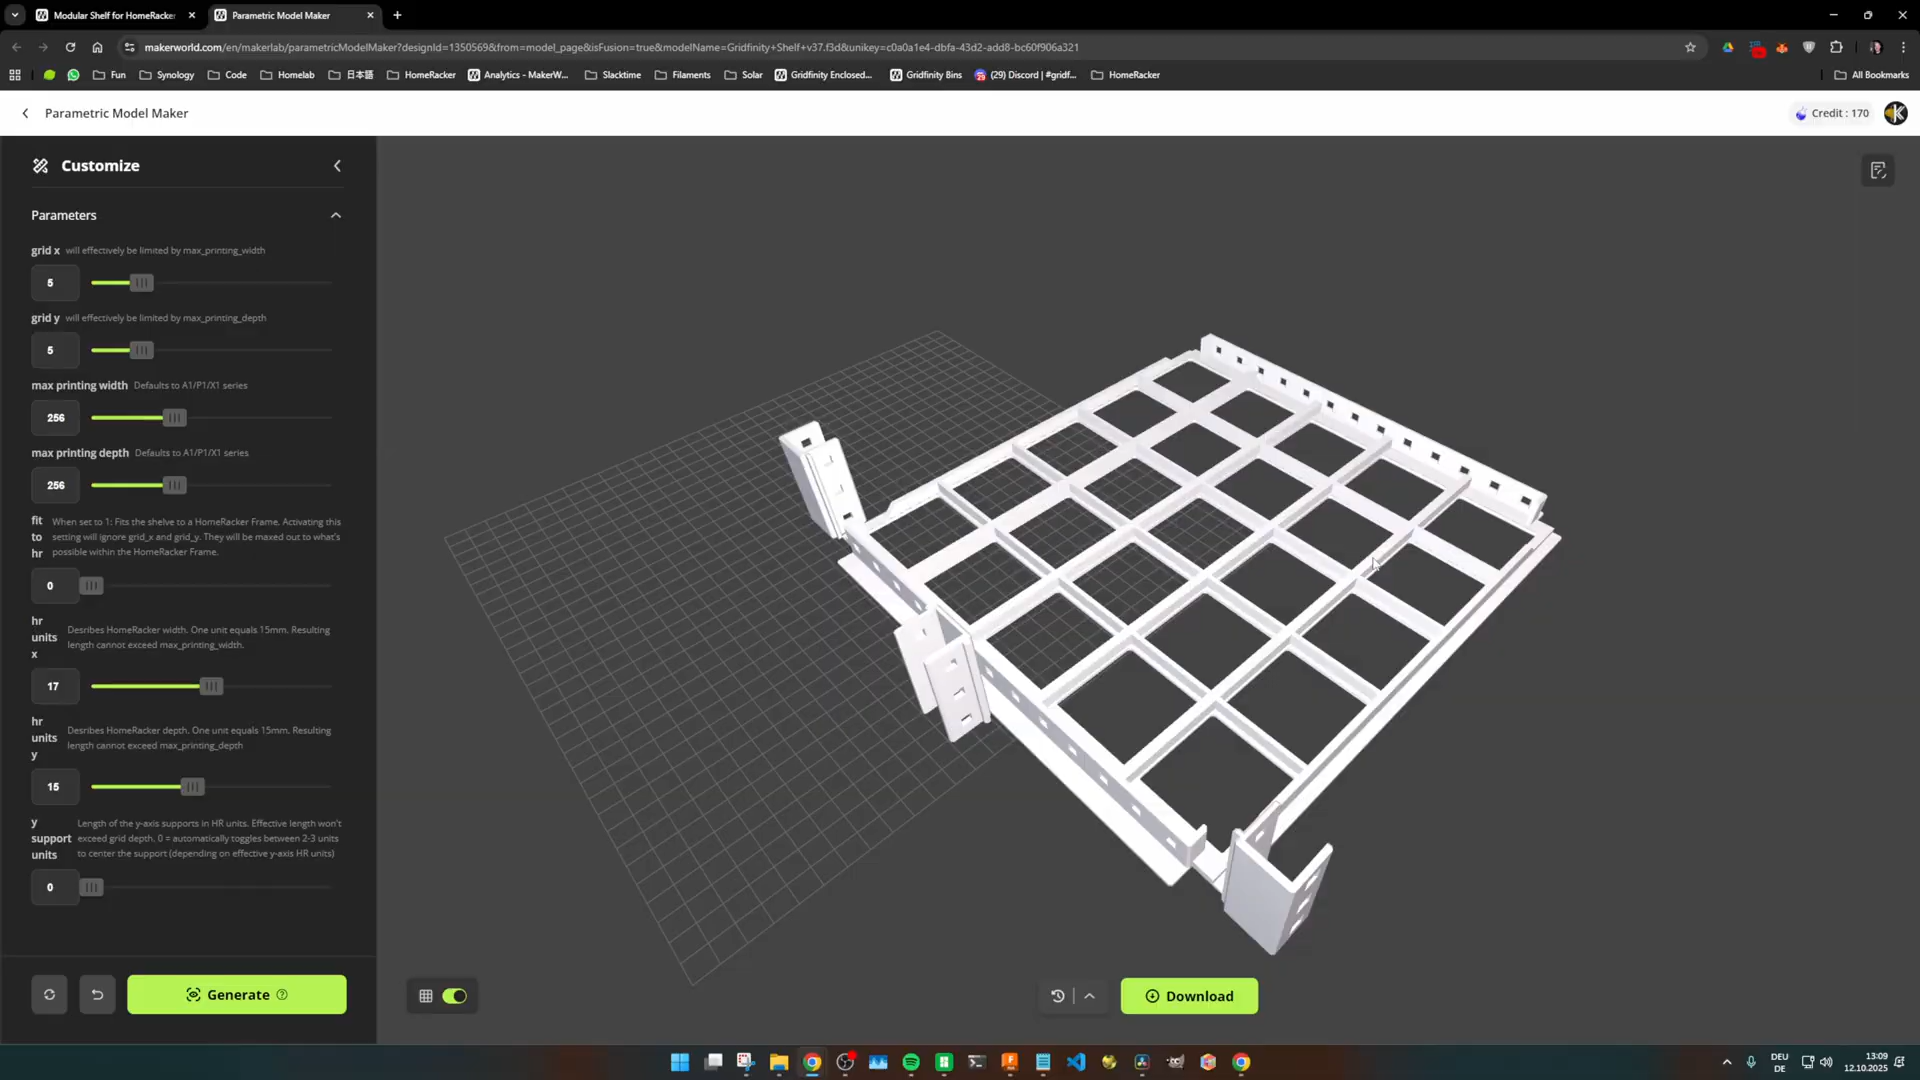 Modular Shelf for HomeRacker
Parametric Model Maker
makerworld.com/en/makerlab/parametricModelMaker?designId=1350569&from=model_page&isFusion=true&modelName=Gridfinity+Shelf+v37.f3d&unikey=c0a0a1e4-dbfa-43d2-add8-bc60f906a321
Fun
Synology
Code
Homelab
日本語
HomeRacker
Analytics - MakerW...
Slacktime
Filaments
Solar
Gridfinity Enclosed...
Gridfinity Bins
(29) Discord | #gridf...
HomeRacker
All Bookmarks
Parametric Model Maker
Credit : 170
Customize
Parameters
grid x will effectively be limited by max_printing_width
5
grid y will effectively be limited by max_printing_depth
5
max printing width Defaults to A1/P1/X1 series
256
max printing depth Defaults to A1/P1/X1 series
256
fit to hr
When set to 1: Fits the shelve to a HomeRacker Frame. Activating this
setting will ignore grid_x and grid_y. They will be maxed out to what's
possible within the HomeRacker Frame.
0
hr units x
Desribes HomeRacker width. One unit equals 15mm. Resulting
length cannot exceed max_printing_width.
17
hr units y
Desribes HomeRacker depth. One unit equals 15mm. Resulting
length cannot exceed max_printing_depth
15
y support units
Length of the y-axis supports in HR units. Effective length won't
exceed grid depth. 0 = automatically toggles between 2-3 units
to center the support (depending on effective y-axis HR units)
0
Generate
Download
DEU
DE
13:09
12.10.2025